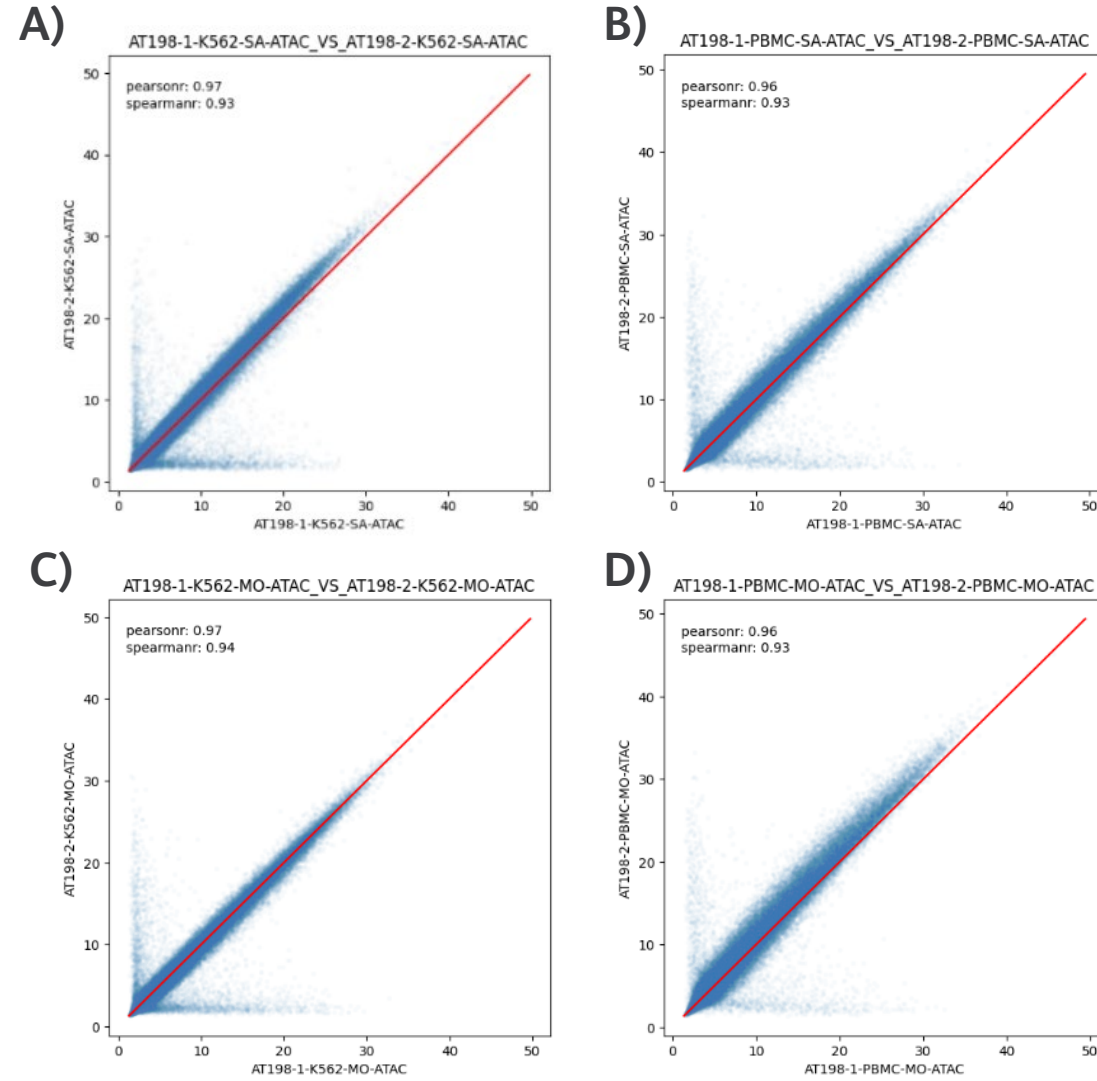 A)
AT198-1-K562-SA-ATAC_VS_AT198-2-K562-SA-ATAC
pearsonr: 0.97
spearmanr: 0.93
50
40
30
20
10
0
AT198-2-K562-SA-ATAC
0 10 20 30 40 50
AT198-1-K562-SA-ATAC
B)
AT198-1-PBMC-SA-ATAC_VS_AT198-2-PBMC-SA-ATAC
pearsonr: 0.96
spearmanr: 0.93
50
40
30
20
10
0
AT198-2-PBMC-SA-ATAC
0 10 20 30 40 50
AT198-1-PBMC-SA-ATAC
C)
AT198-1-K562-MO-ATAC_VS_AT198-2-K562-MO-ATAC
pearsonr: 0.97
spearmanr: 0.94
50
40
30
20
10
0
AT198-2-K562-MO-ATAC
0 10 20 30 40 50
AT198-1-K562-MO-ATAC
D)
AT198-1-PBMC-MO-ATAC_VS_AT198-2-PBMC-MO-ATAC
pearsonr: 0.96
spearmanr: 0.93
50
40
30
20
10
0
AT198-2-PBMC-MO-ATAC
0 10 20 30 40 50
AT198-1-PBMC-MO-ATAC